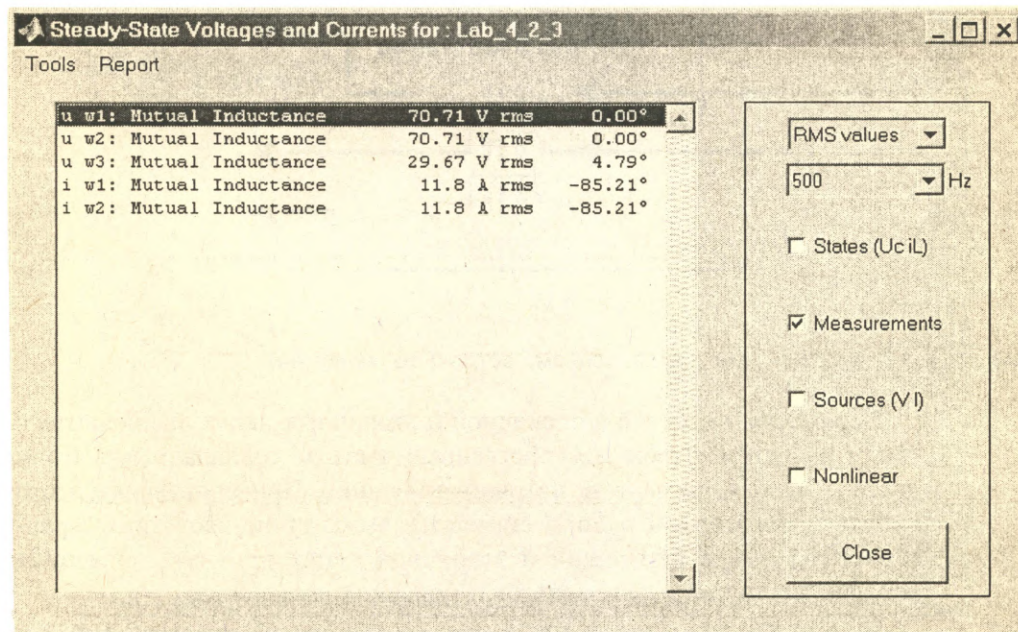 Steady-State Voltages and Currents for : Lab_4_2_3
Tools Report
u w1: Mutual Inductance 70.71 V rms 0.00°
u w2: Mutual Inductance 70.71 V rms 0.00°
u w3: Mutual Inductance 29.67 V rms 4.79°
i w1: Mutual Inductance 11.8 A rms -85.21°
i w2: Mutual Inductance 11.8 A rms -85.21°
RMS values
500 Hz
States (Uc iL)
Measurements
Sources (V I)
Nonlinear
Close